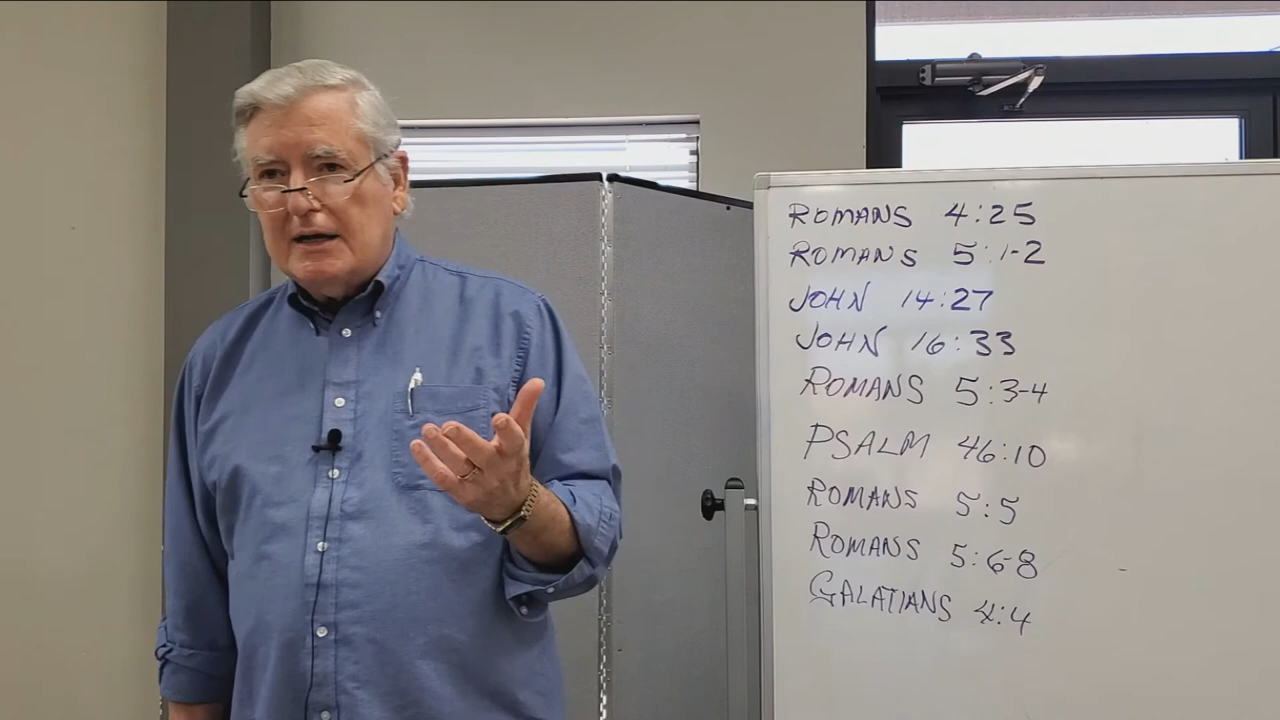 ROMANS 4:25
ROMANS 5:1-2
JOHN 14:27
JOHN 16:33
ROMANS 5:3-4
PSALM 46:10
ROMANS 5:5
ROMANS 5:6-8
GALATIANS 4:4